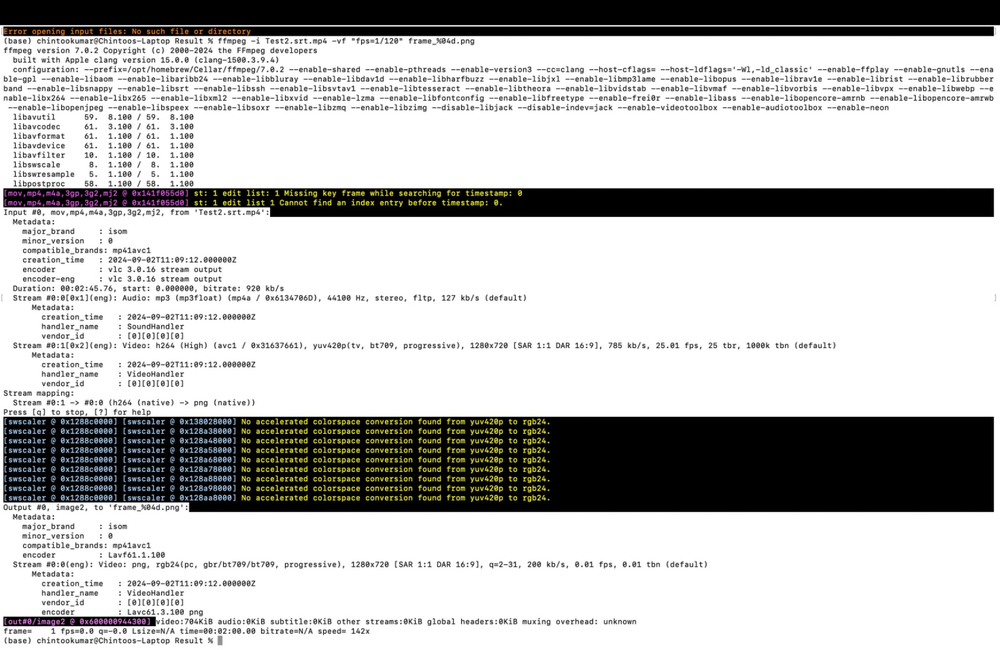 Error opening input files: No such file or directory
(base) chintookumar@Chintoos-Laptop Result % ffmpeg -i Test2.srt.mp4 -vf "fps=1/120" frame_%04d.png
ffmpeg version 7.0.2 Copyright (c) 2000-2024 the FFmpeg developers
  built with Apple clang version 15.0.0 (clang-1500.3.9.4)
  configuration: --prefix=/opt/homebrew/Cellar/ffmpeg/7.0.2 --enable-shared --enable-pthreads --enable-version3 --cc=clang --host-cflags= --host-ldflags='-Wl,-ld_classic' --enable-ffplay --enable-gnutls --ena
ble-gpl --enable-libaom --enable-libaribb24 --enable-libbluray --enable-libdav1d --enable-libharfbuzz --enable-libjxl --enable-libmp3lame --enable-libopus --enable-librav1e --enable-librist --enable-librubber
band --enable-libsnappy --enable-libsrt --enable-libssh --enable-libsvtav1 --enable-libtesseract --enable-libtheora --enable-libvidstab --enable-libvmaf --enable-libvorbis --enable-libvpx --enable-libwebp --e
nable-libx264 --enable-libx265 --enable-libxml2 --enable-libxvid --enable-lzma --enable-libfontconfig --enable-libfreetype --enable-frei0r --enable-libass --enable-libopencore-amrnb --enable-libopencore-amrwb
 --enable-libopenjpeg --enable-libspeex --enable-libsoxr --enable-libzmq --enable-libzimg --disable-libjack --disable-indev=jack --enable-videotoolbox --enable-audiotoolbox --enable-neon
  libavutil      59.  8.100 / 59.  8.100
  libavcodec     61.  3.100 / 61.  3.100
  libavformat    61.  1.100 / 61.  1.100
  libavdevice    61.  1.100 / 61.  1.100
  libavfilter    10.  1.100 / 10.  1.100
  libswscale      8.  1.100 /  8.  1.100
  libswresample   5.  1.100 /  5.  1.100
  libpostproc    58.  1.100 / 58.  1.100
[mov,mp4,m4a,3gp,3g2,mj2 @ 0x141f055d0] st: 1 edit list: 1 Missing key frame while searching for timestamp: 0
[mov,mp4,m4a,3gp,3g2,mj2 @ 0x141f055d0] st: 1 edit list 1 Cannot find an index entry before timestamp: 0.
Input #0, mov,mp4,m4a,3gp,3g2,mj2, from 'Test2.srt.mp4':
  Metadata:
    major_brand     : isom
    minor_version   : 0
    compatible_brands: mp41avc1
    creation_time   : 2024-09-02T11:09:12.000000Z
    encoder         : vlc 3.0.16 stream output
    encoder-eng     : vlc 3.0.16 stream output
  Duration: 00:02:45.76, start: 0.000000, bitrate: 920 kb/s
  Stream #0:0[0x1](eng): Audio: mp3 (mp3float) (mp4a / 0x6134706D), 44100 Hz, stereo, fltp, 127 kb/s (default)
      Metadata:
        creation_time   : 2024-09-02T11:09:12.000000Z
        handler_name    : SoundHandler
        vendor_id       : [0][0][0][0]
  Stream #0:1[0x2](eng): Video: h264 (High) (avc1 / 0x31637661), yuv420p(tv, bt709, progressive), 1280x720 [SAR 1:1 DAR 16:9], 785 kb/s, 25.01 fps, 25 tbr, 1000k tbn (default)
      Metadata:
        creation_time   : 2024-09-02T11:09:12.000000Z
        handler_name    : VideoHandler
        vendor_id       : [0][0][0][0]
Stream mapping:
  Stream #0:1 -> #0:0 (h264 (native) -> png (native))
Press [q] to stop, [?] for help
[swscaler @ 0x1288c0000] [swscaler @ 0x138028000] No accelerated colorspace conversion found from yuv420p to rgb24.
[swscaler @ 0x1288c0000] [swscaler @ 0x128a38000] No accelerated colorspace conversion found from yuv420p to rgb24.
[swscaler @ 0x1288c0000] [swscaler @ 0x128a48000] No accelerated colorspace conversion found from yuv420p to rgb24.
[swscaler @ 0x1288c0000] [swscaler @ 0x128a58000] No accelerated colorspace conversion found from yuv420p to rgb24.
[swscaler @ 0x1288c0000] [swscaler @ 0x128a68000] No accelerated colorspace conversion found from yuv420p to rgb24.
[swscaler @ 0x1288c0000] [swscaler @ 0x128a78000] No accelerated colorspace conversion found from yuv420p to rgb24.
[swscaler @ 0x1288c0000] [swscaler @ 0x128a88000] No accelerated colorspace conversion found from yuv420p to rgb24.
[swscaler @ 0x1288c0000] [swscaler @ 0x128a98000] No accelerated colorspace conversion found from yuv420p to rgb24.
[swscaler @ 0x1288c0000] [swscaler @ 0x128aa8000] No accelerated colorspace conversion found from yuv420p to rgb24.
Output #0, image2, to 'frame_%04d.png':
  Metadata:
    major_brand     : isom
    minor_version   : 0
    compatible_brands: mp41avc1
    encoder         : Lavf61.1.100
  Stream #0:0(eng): Video: png, rgb24(pc, gbr/bt709/bt709, progressive), 1280x720 [SAR 1:1 DAR 16:9], q=2-31, 200 kb/s, 0.01 fps, 0.01 tbn (default)
      Metadata:
        creation_time   : 2024-09-02T11:09:12.000000Z
        handler_name    : VideoHandler
        vendor_id       : [0][0][0][0]
        encoder         : Lavc61.3.100 png
[out#0/image2 @ 0x600000944300] video:704KiB audio:0KiB subtitle:0KiB other streams:0KiB global headers:0KiB muxing overhead: unknown
frame=    1 fps=0.0 q=-0.0 Lsize=N/A time=00:02:00.00 bitrate=N/A speed= 142x
(base) chintookumar@Chintoos-Laptop Result %